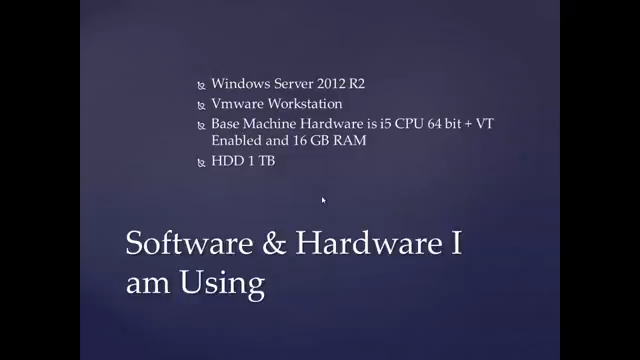 Windows Server 2012 R2
Vmware Workstation
Base Machine Hardware is i5 CPU 64 bit + VT
Enabled and 16 GB RAM
HDD 1 TB
Software & Hardware I
am Using